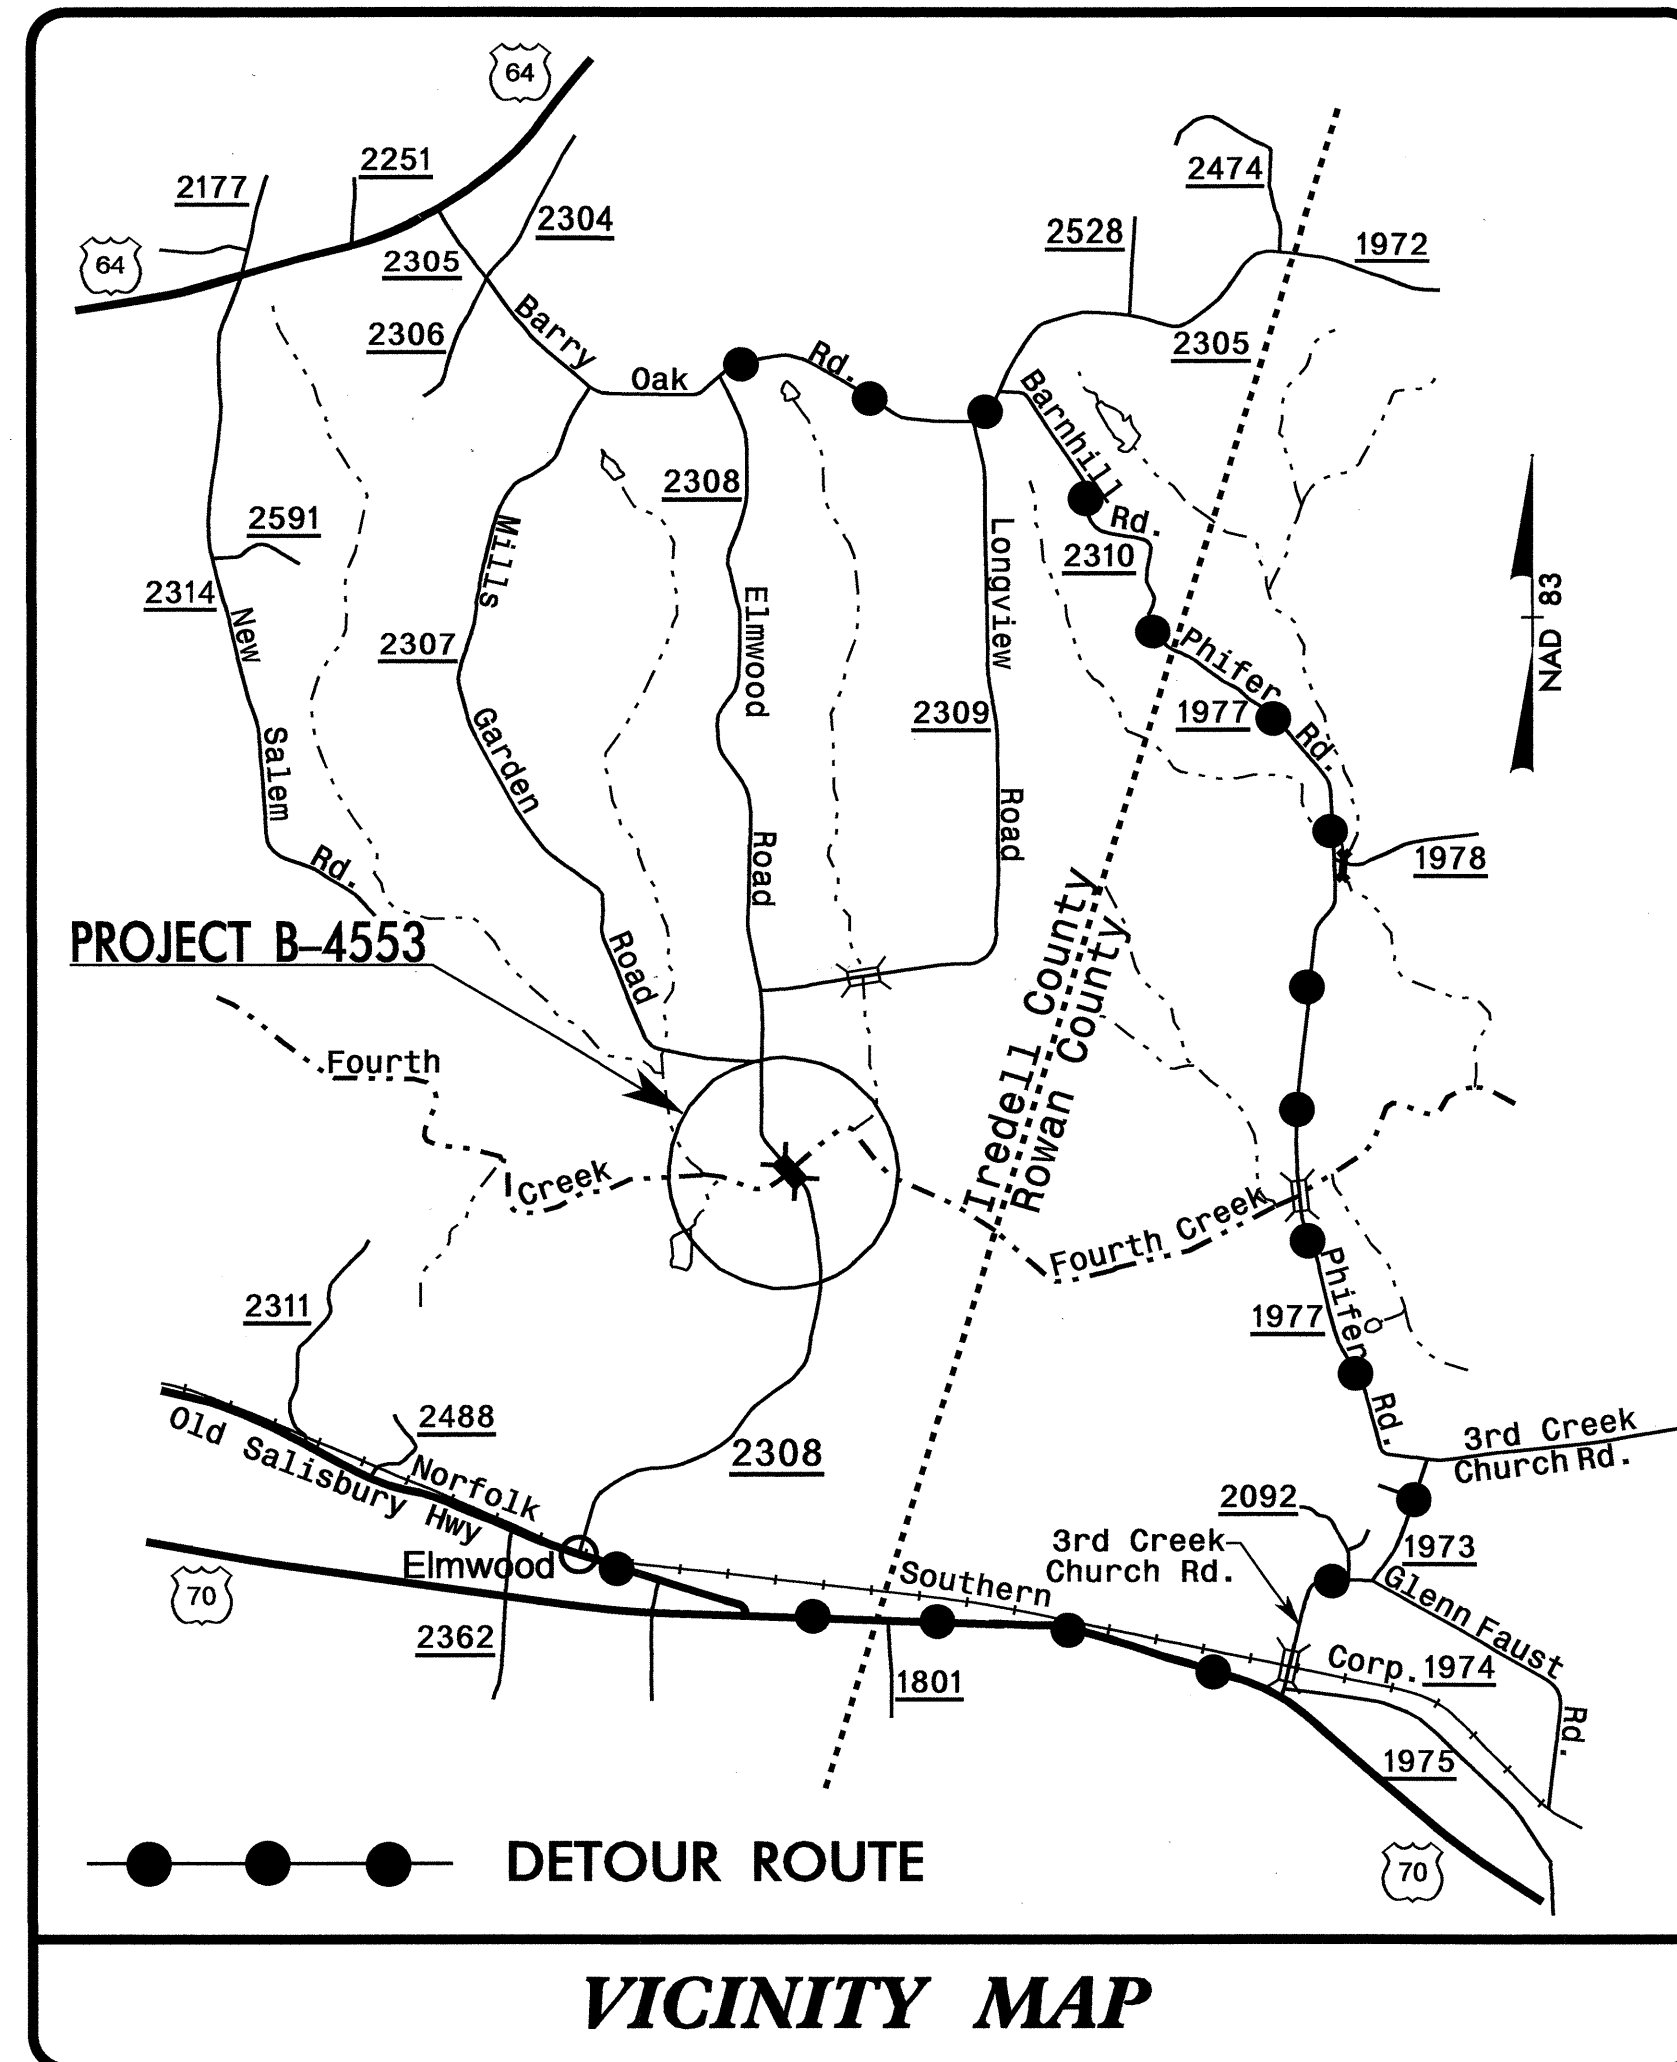 64
2251
2177
2474
2304
2528
1972
64
2305
2306
Barry
2305
Oak
Rd.
Barnhill
2308
2591
Mills
Rd.
2310
Longview
2314
New
Elmwood
NAD 83
2307
Phifer
2309
1977
Garden
Rd.
Salem
Road
Road
1978
Rd.
PROJECT B-4553
Road
Iredell County
Rowan County
Fourth
Creek
Fourth Creek
Phifer
2311
1977
Old Salisbury Hwy
2488
Rd.
3rd Creek
Church Rd.
Norfolk
2308
2092
3rd Creek
Church Rd.
1973
Elmwood
Southern
Glenn Faust
70
2362
Corp.
1974
1801
Rd.
1975
70
DETOUR ROUTE
VICINITY MAP